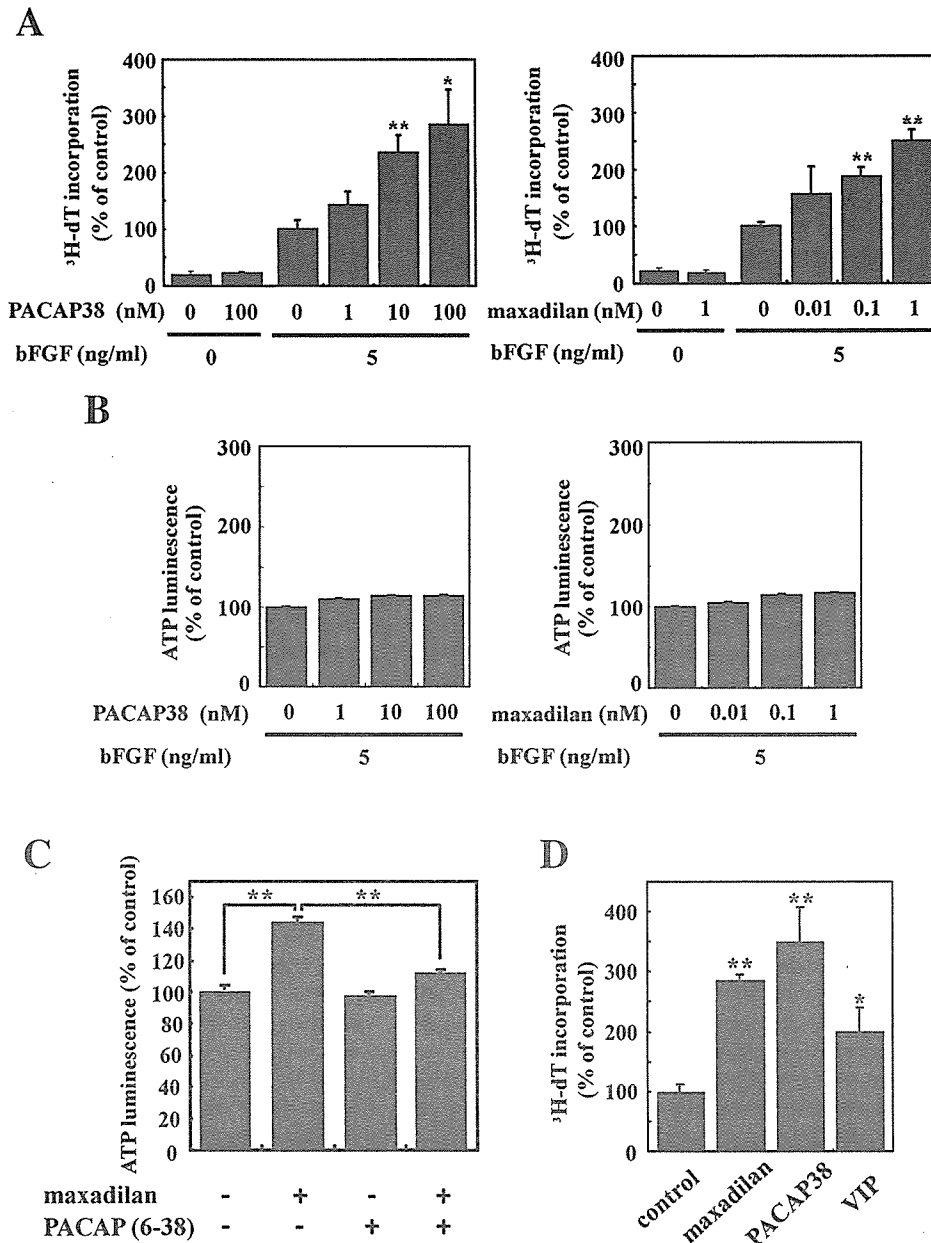 A
³H-dT incorporation
(% of control)
400
300
200
100
0
*
**
PACAP38 (nM) 0 100 0 1 10 100
bFGF (ng/ml) 0 5
³H-dT incorporation
(% of control)
400
300
200
100
0
**
**
maxadilan (nM) 0 1 0 0.01 0.1 1
bFGF (ng/ml) 0 5
B
ATP luminescence
(% of control)
300
200
100
0
PACAP38 (nM) 0 1 10 100
bFGF (ng/ml) 5
ATP luminescence
(% of control)
300
200
100
0
maxadilan (nM) 0 0.01 0.1 1
bFGF (ng/ml) 5
C
ATP luminescence (% of control)
160
140
120
100
80
60
40
20
0
** **
maxadilan - + - +
PACAP (6-38) - - + +
D
³H-dT incorporation
(% of control)
400
300
200
100
0
**
**
*
control
maxadilan
PACAP38
VIP